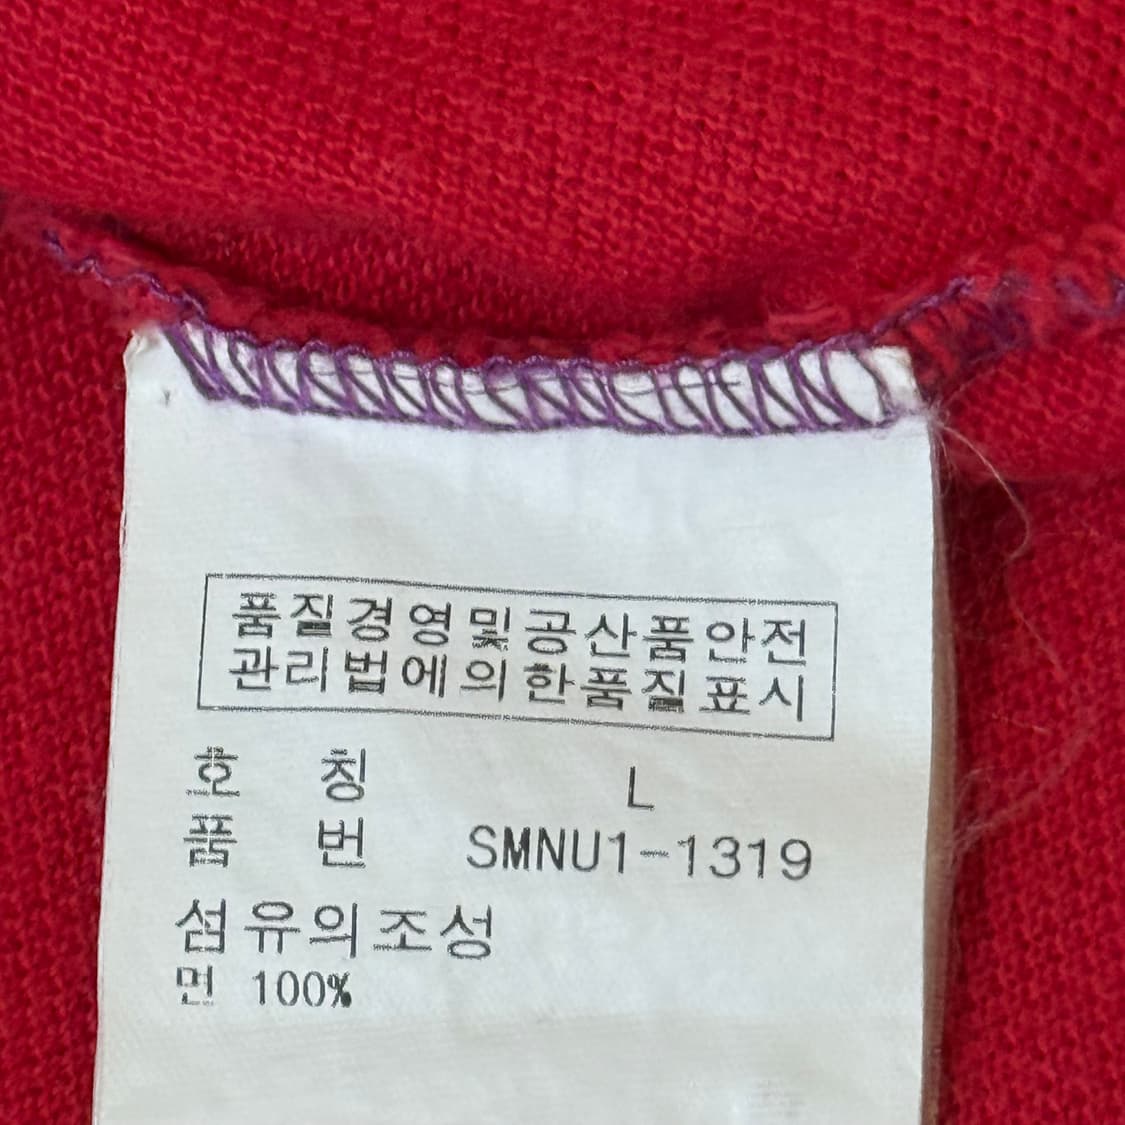 품질경영및공산품안전
관리법에의한품질표시
호 칭 L
품 번 SMNU1-1319
섬유의조성
면 100%